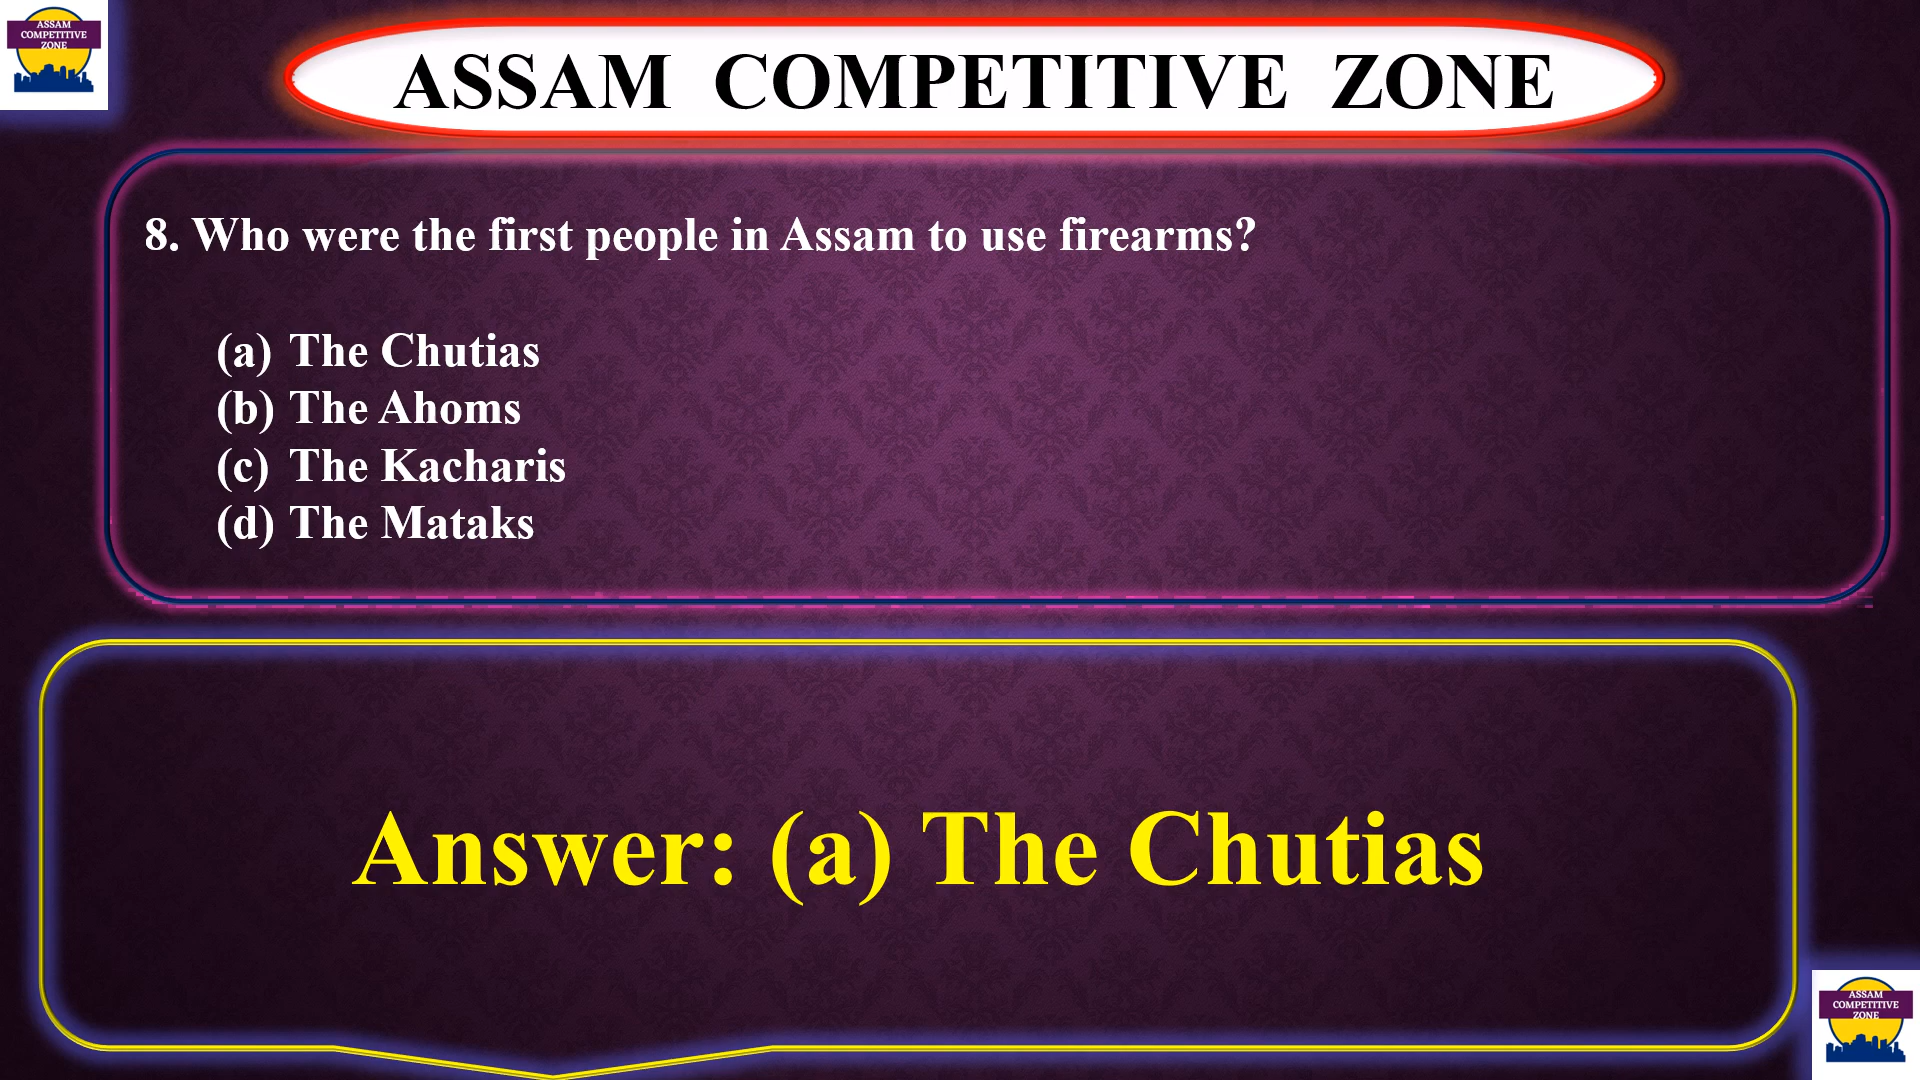 ASSAM
COMPETITIVE
ZONE
ASSAM COMPETITIVE ZONE
8. Who were the first people in Assam to use firearms?
(a) The Chutias
(b) The Ahoms
(c) The Kacharis
(d) The Mataks
Answer: (a) The Chutias
ASSAM
COMPETITIVE
ZONE